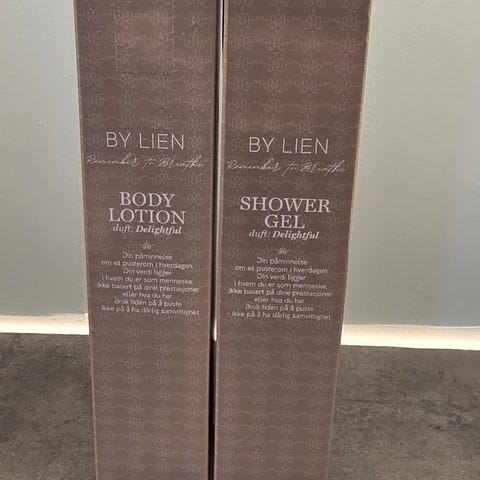 BY LIEN
Remember to Breathe
BODY
LOTION
duft: Delightful
Din påminnelse
om et pusterom i hverdagen.
Din verdi ligger
i hvem du er som menneske
ikke basert på dine prestasjoner
eller hva du har
Bruk tiden på å puste
- ikke på å ha dårlig samvittighet
BY LIEN
Remember to Breathe
SHOWER
GEL
duft: Delightful
Din påminnelse
om et pusterom i hverdagen.
Din verdi ligger
i hvem du er som menneske
ikke basert på dine prestasjoner
eller hva du har
Bruk tiden på å puste
- ikke på å ha dårlig samvittighet